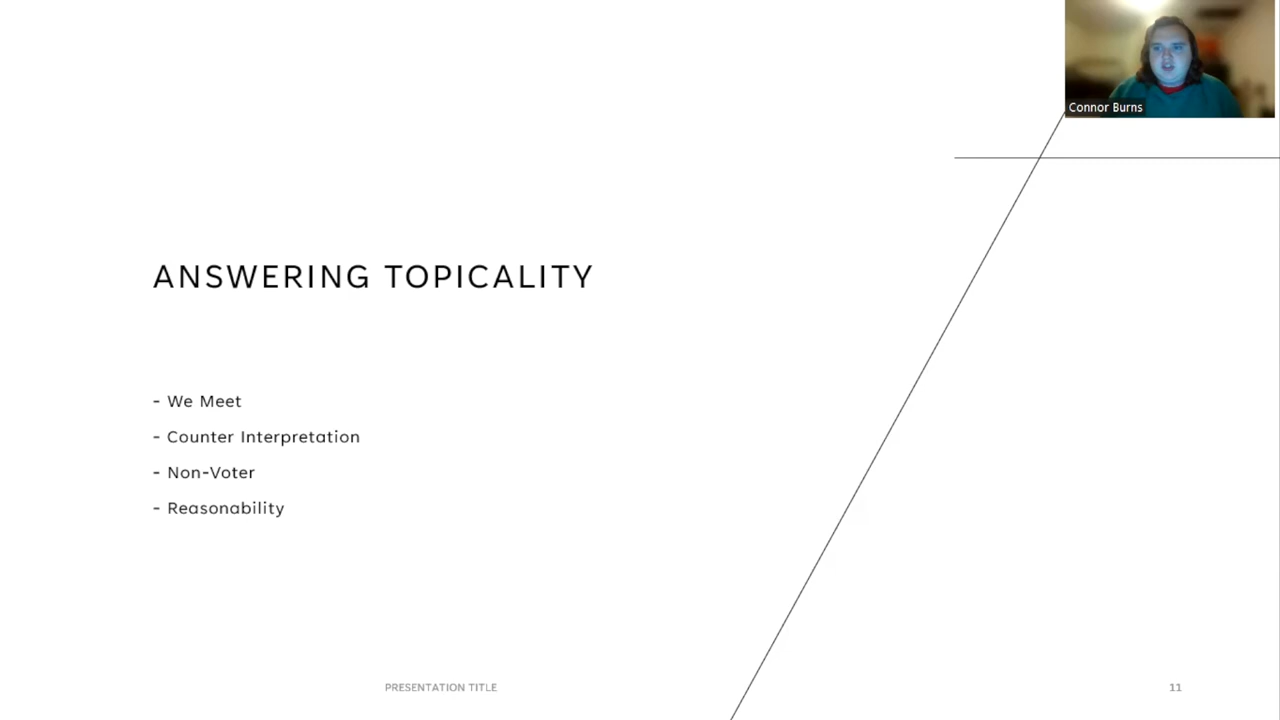 Connor Burns
ANSWERING TOPICALITY
- We Meet
- Counter Interpretation
- Non-Voter
- Reasonability
PRESENTATION TITLE
11